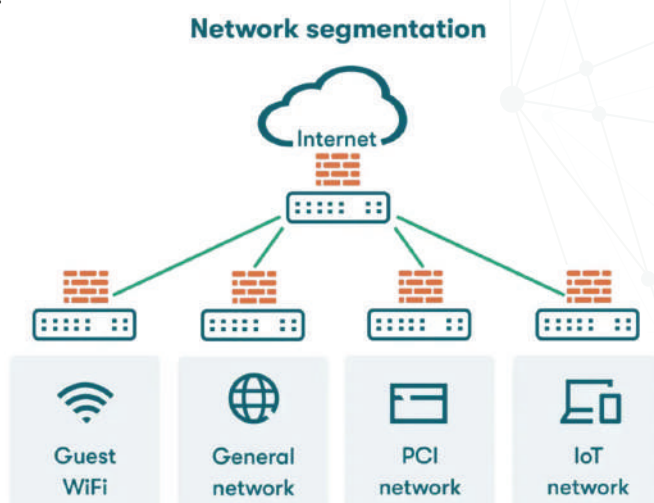 Network segmentation
Internet
Guest
WiFi
General
network
PCI
network
IoT
network